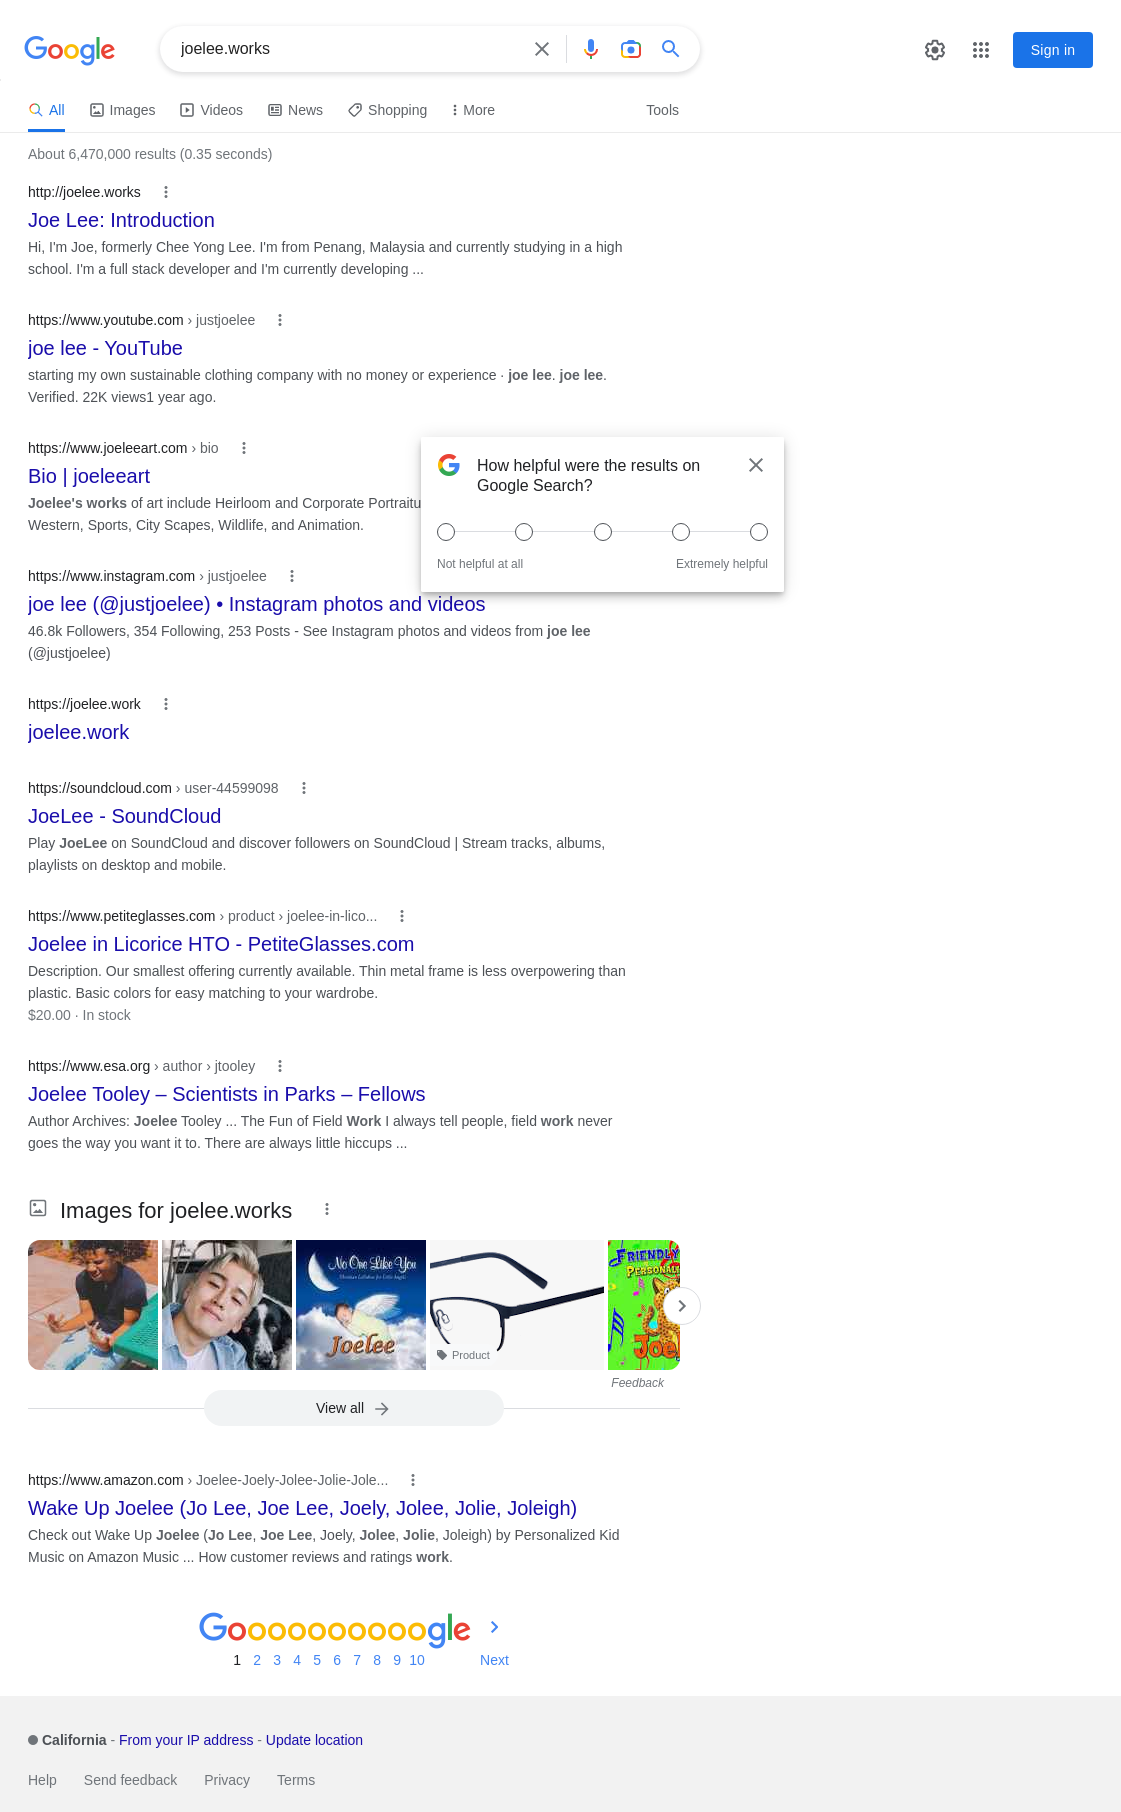 Google
joelee.works
Sign in
All Images Videos News Shopping More Tools
About 6,470,000 results (0.35 seconds)
http://joelee.works
Joe Lee: Introduction
Hi, I'm Joe, formerly Chee Yong Lee. I'm from Penang, Malaysia and currently studying in a high
school. I'm a full stack developer and I'm currently developing ...
https://www.youtube.com › justjoelee
joe lee - YouTube
starting my own sustainable clothing company with no money or experience · joe lee. joe lee.
Verified. 22K views1 year ago.
https://www.joeleeart.com › bio
Bio | joeleeart
Joelee's works of art include Heirloom and Corporate Portraitu
Western, Sports, City Scapes, Wildlife, and Animation.
How helpful were the results on
Google Search?
Not helpful at all Extremely helpful
https://www.instagram.com › justjoelee
joe lee (@justjoelee) • Instagram photos and videos
46.8k Followers, 354 Following, 253 Posts - See Instagram photos and videos from joe lee
(@justjoelee)
https://joelee.work
joelee.work
https://soundcloud.com › user-44599098
JoeLee - SoundCloud
Play JoeLee on SoundCloud and discover followers on SoundCloud | Stream tracks, albums,
playlists on desktop and mobile.
https://www.petiteglasses.com › product › joelee-in-lico...
Joelee in Licorice HTO - PetiteGlasses.com
Description. Our smallest offering currently available. Thin metal frame is less overpowering than
plastic. Basic colors for easy matching to your wardrobe.
$20.00 · In stock
https://www.esa.org › author › jtooley
Joelee Tooley – Scientists in Parks – Fellows
Author Archives: Joelee Tooley ... The Fun of Field Work I always tell people, field work never
goes the way you want it to. There are always little hiccups ...
Images for joelee.works
No One Like You
Christian Lullabies for Little Angels
Joelee
Product
FRIENDLY
PERSONAL
Joe
Feedback
View all
https://www.amazon.com › Joelee-Joely-Jolee-Jolie-Jole...
Wake Up Joelee (Jo Lee, Joe Lee, Joely, Jolee, Jolie, Joleigh)
Check out Wake Up Joelee (Jo Lee, Joe Lee, Joely, Jolee, Jolie, Joleigh) by Personalized Kid
Music on Amazon Music ... How customer reviews and ratings work.
Goooooooooogle
1 2 3 4 5 6 7 8 9 10 Next
California - From your IP address - Update location
Help Send feedback Privacy Terms